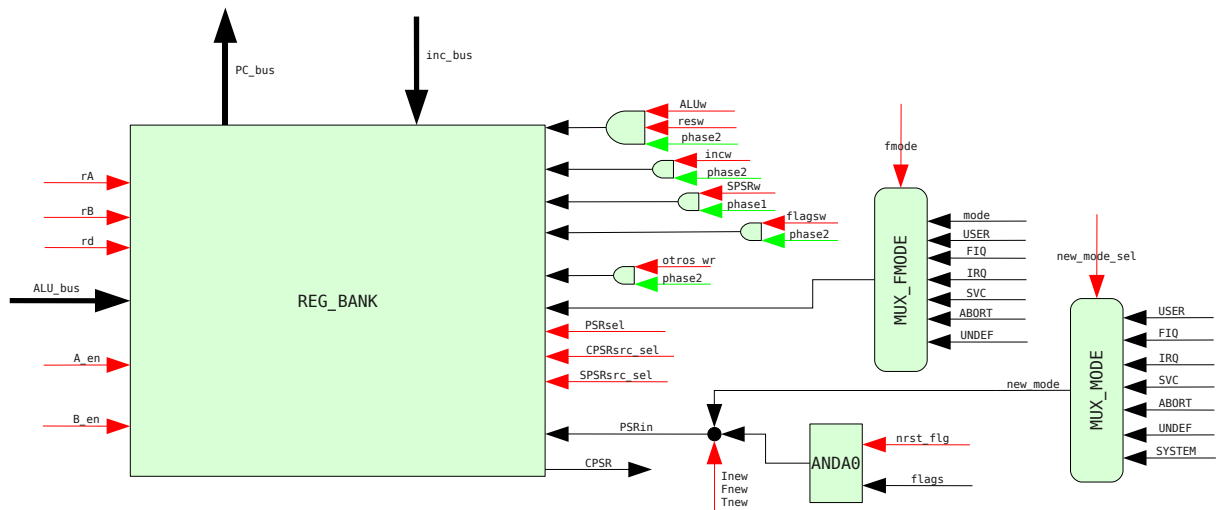 PC_bus
inc_bus
ALUw
resw
phase2
incw
phase2
SPSRw
phase1
flagsw
phase2
otros_wr
phase2
rA
rB
rd
ALU_bus
A_en
B_en
REG_BANK
PSRsel
CPSRsrc_sel
SPSRsrc_sel
PSRin
CPSR
fmode
MUX_FMODE
mode
USER
FIQ
IRQ
SVC
ABORT
UNDEF
new_mode_sel
MUX_MODE
USER
FIQ
IRQ
SVC
ABORT
UNDEF
SYSTEM
new_mode
Inew
Fnew
Tnew
ANDA0
nrst_flg
flags